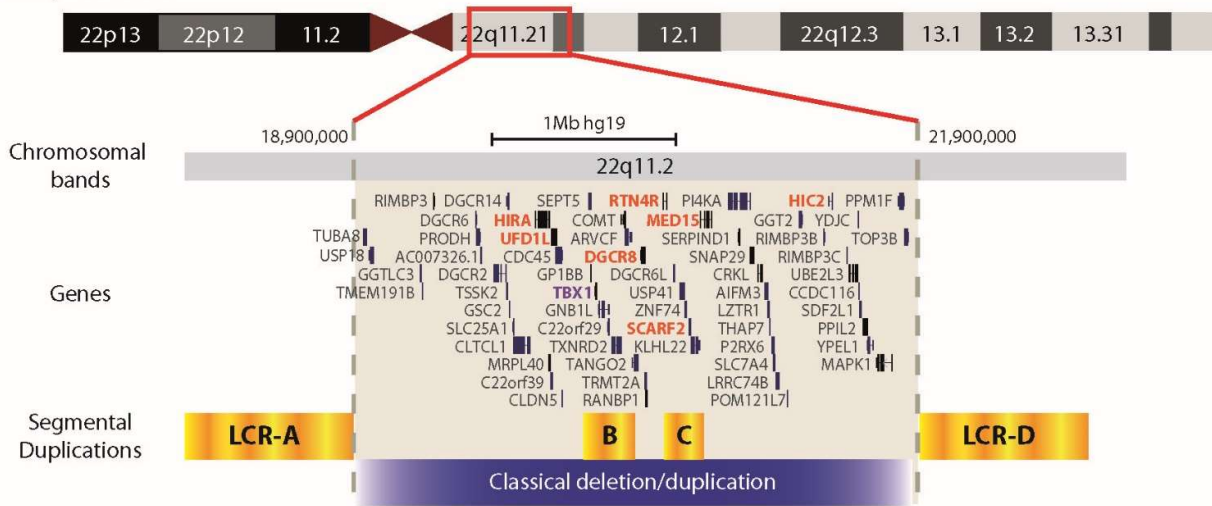 22p13 22p12 11.2 22q11.21 12.1 22q12.3 13.1 13.2 13.31
18,900,000 1Mb hg19 21,900,000
Chromosomal
bands
22q11.2
RIMBP3 DGCR14 SEPT5 RTN4R PI4KA HIC2 PPM1F
DGCR6 HIRA COMT MED15 GGT2 YDJC
TUBA8 PRODH UFD1L ARVCF SERPIND1 RIMBP3B TOP3B
USP18 AC007326.1 CDC45 DGCR8 SNAP29 RIMBP3C
GGTLC3 DGCR2 GP1BB DGCR6L CRKL UBE2L3
Genes
TMEM191B TSSK2 TBX1 USP41 AIFM3 CCDC116
GSC2 GNB1L ZNF74 LZTR1 SDF2L1
SLC25A1 C22orf29 SCARF2 THAP7 PPIL2
CLTCL1 TXNRD2 KLHL22 P2RX6 YPEL1
MRPL40 TANGO2 SLC7A4 MAPK1
C22orf39 TRMT2A LRRC74B
CLDN5 RANBP1 POM121L7
Segmental
Duplications
LCR-A B C LCR-D
Classical deletion/duplication